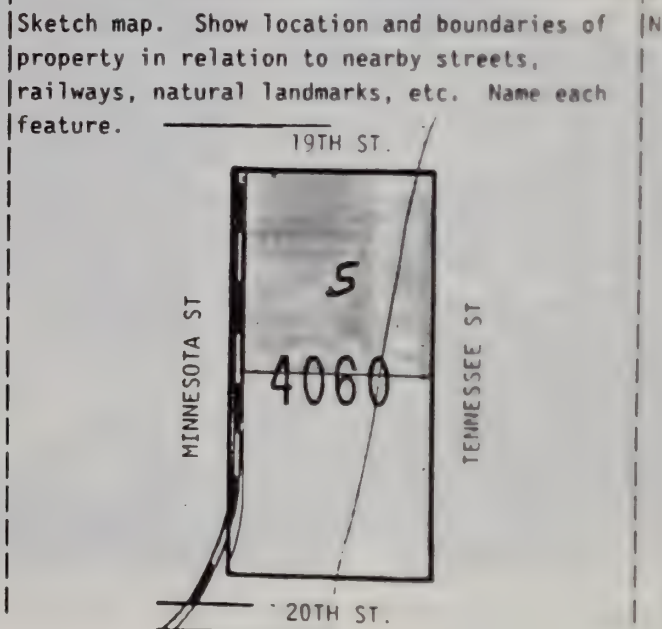 Sketch map. Show location and boundaries of
property in relation to nearby streets,
railways, natural landmarks, etc. Name each
feature.
N
19TH ST.
5
MINNESOTA ST
4060
TENNESSEE ST
20TH ST.